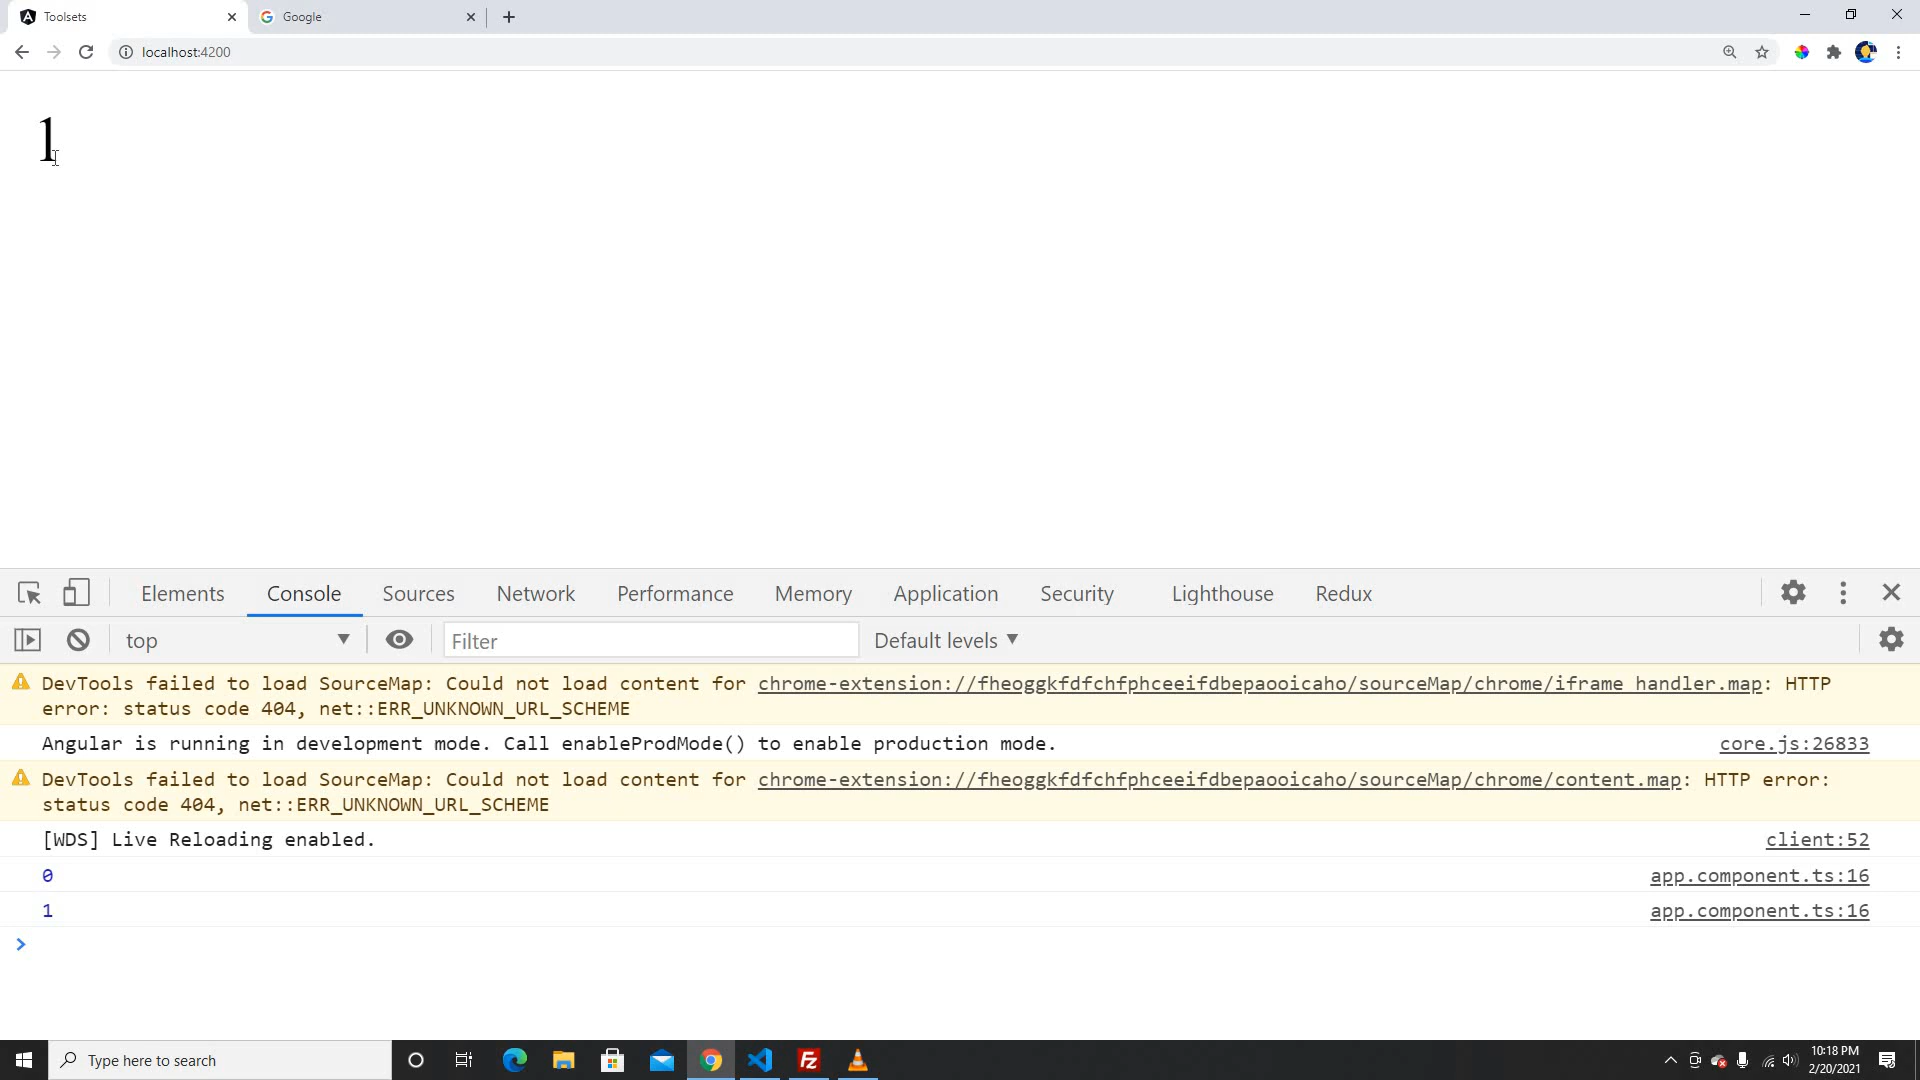 Toolsets
Google
localhost:4200
1
Elements Console Sources Network Performance Memory Application Security Lighthouse Redux
top Filter Default levels
DevTools failed to load SourceMap: Could not load content for chrome-extension://fheoggkfdfchfphceeifdbepaooicaho/sourceMap/chrome/iframe_handler.map: HTTP
error: status code 404, net::ERR_UNKNOWN_URL_SCHEME
Angular is running in development mode. Call enableProdMode() to enable production mode. core.js:26833
DevTools failed to load SourceMap: Could not load content for chrome-extension://fheoggkfdfchfphceeifdbepaooicaho/sourceMap/chrome/content.map: HTTP error:
status code 404, net::ERR_UNKNOWN_URL_SCHEME
[WDS] Live Reloading enabled. client:52
0 app.component.ts:16
1 app.component.ts:16
Type here to search
10:18 PM
2/20/2021